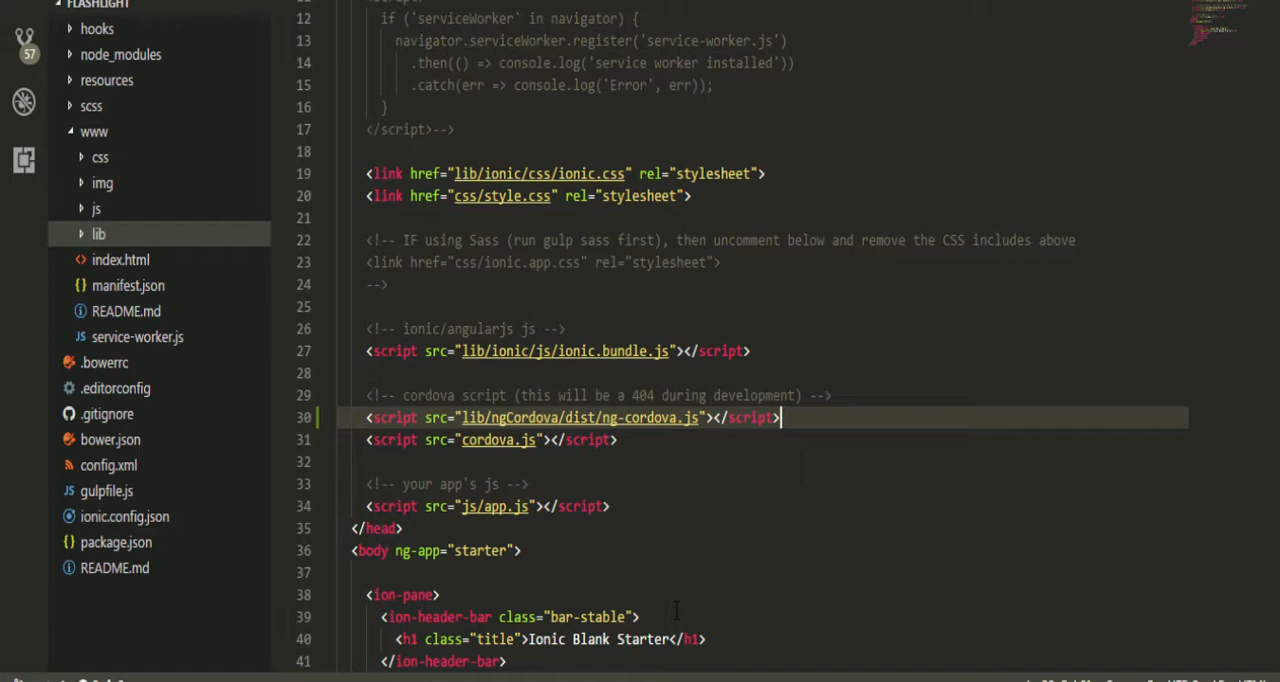 FLASHLIGHT
hooks
node_modules
resources
scss
www
css
img
js
lib
index.html
manifest.json
README.md
service-worker.js
.bowerrc
.editorconfig
.gitignore
bower.json
config.xml
gulpfile.js
ionic.config.json
package.json
README.md
57
12 if ('serviceWorker' in navigator) {
13 navigator.serviceWorker.register('service-worker.js')
14 .then(() => console.log('service worker installed'))
15 .catch(err => console.log('Error', err));
16 }
17 </script>-->
18
19 <link href="lib/ionic/css/ionic.css" rel="stylesheet">
20 <link href="css/style.css" rel="stylesheet">
21
22 <!-- IF using Sass (run gulp sass first), then uncomment below and remove the CSS includes above
23 <link href="css/ionic.app.css" rel="stylesheet">
24 -->
25
26 <!-- ionic/angularjs js -->
27 <script src="lib/ionic/js/ionic.bundle.js"></script>
28
29 <!-- cordova script (this will be a 404 during development) -->
30 <script src="lib/ngCordova/dist/ng-cordova.js"></script>
31 <script src="cordova.js"></script>
32
33 <!-- your app's js -->
34 <script src="js/app.js"></script>
35 </head>
36 <body ng-app="starter">
37
38 <ion-pane>
39 <ion-header-bar class="bar-stable">
40 <h1 class="title">Ionic Blank Starter</h1>
41 </ion-header-bar>